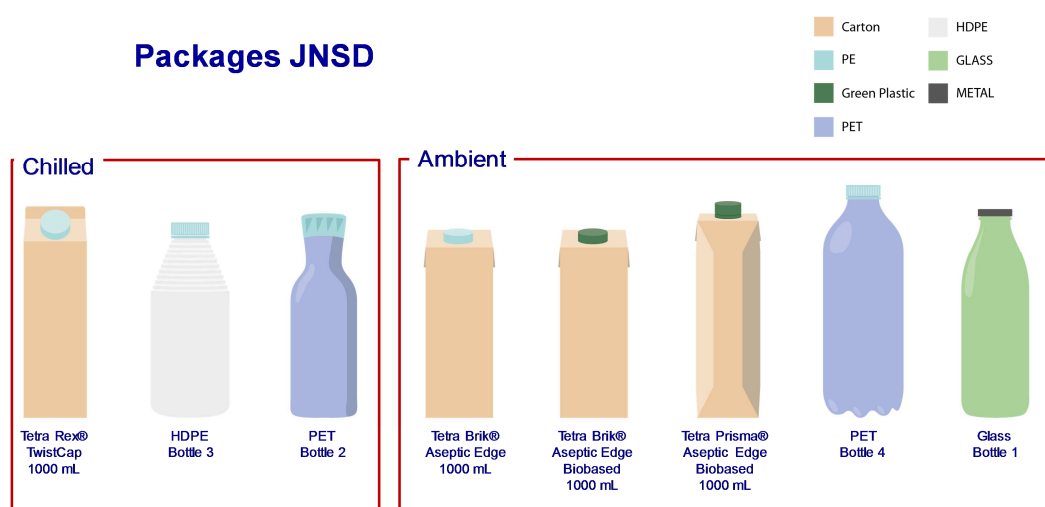 Packages JNSD
Carton
HDPE
PE
GLASS
Green Plastic
METAL
PET
Chilled
Ambient
Tetra Rex®
TwistCap
1000 mL
HDPE
Bottle 3
PET
Bottle 2
Tetra Brik®
Aseptic Edge
1000 mL
Tetra Brik®
Aseptic Edge
Biobased
1000 mL
Tetra Prisma®
Aseptic Edge
Biobased
1000 mL
PET
Bottle 4
Glass
Bottle 1